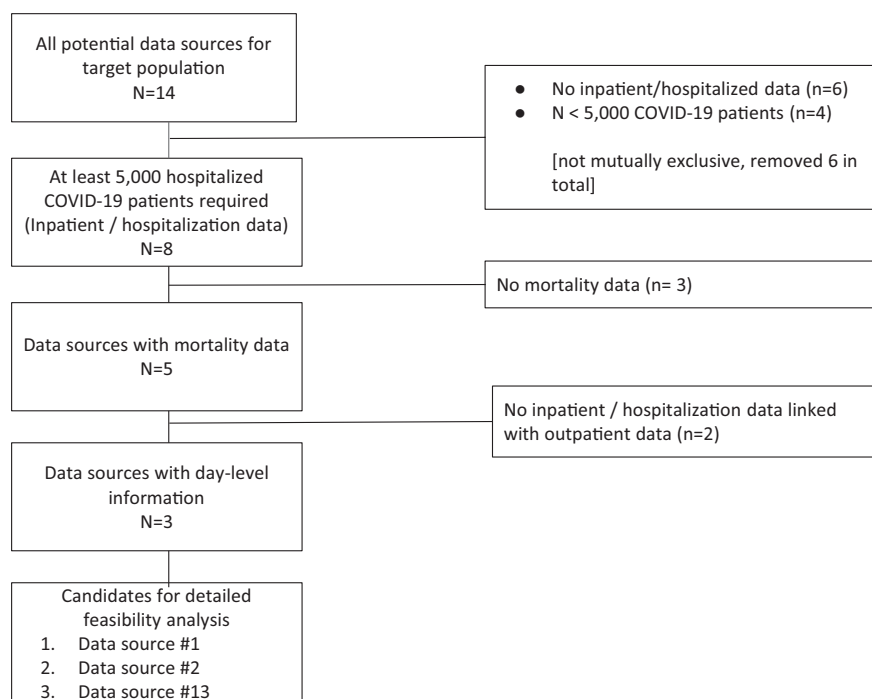 All potential data sources for
target population
N=14
● No inpatient/hospitalized data (n=6)
● N < 5,000 COVID-19 patients (n=4)
[not mutually exclusive, removed 6 in
total]
At least 5,000 hospitalized
COVID-19 patients required
(Inpatient / hospitalization data)
N=8
No mortality data (n= 3)
Data sources with mortality data
N=5
No inpatient / hospitalization data linked
with outpatient data (n=2)
Data sources with day-level
information
N=3
Candidates for detailed
feasibility analysis
1. Data source #1
2. Data source #2
3. Data source #13